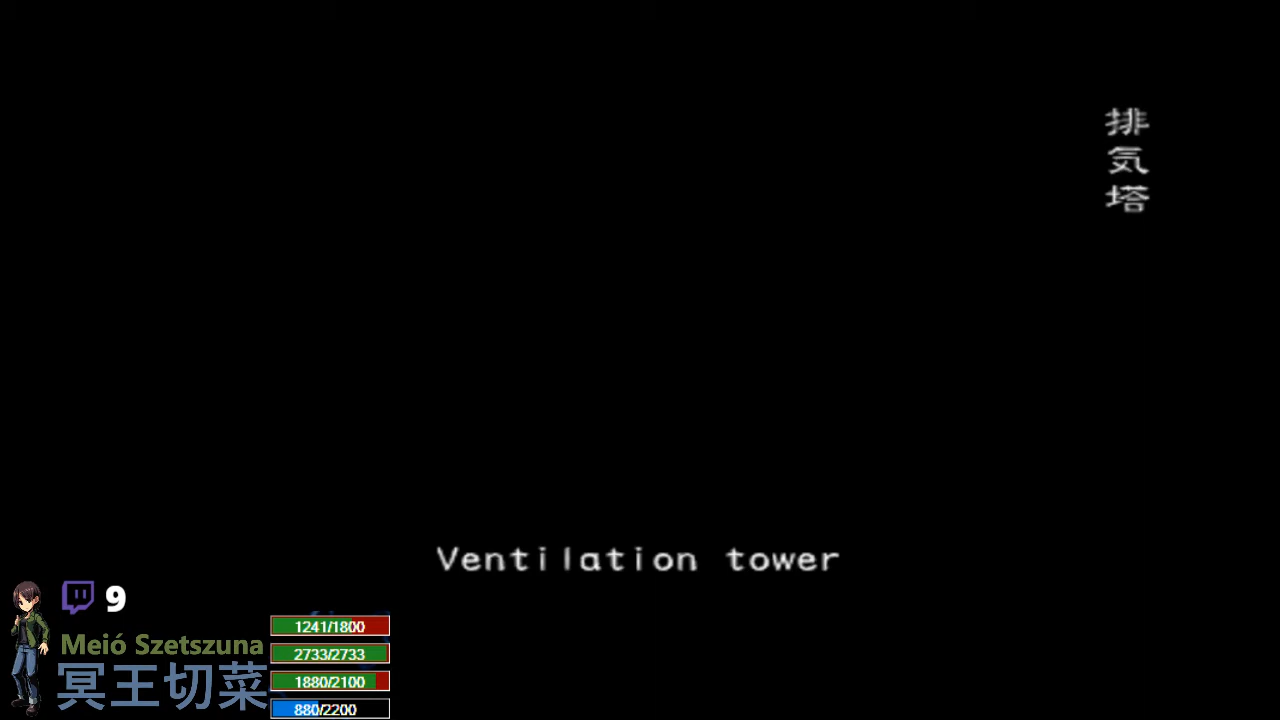 排気塔
Ventilation tower
9
Meió Szetszuna
冥王切菜
1241/1800
2733/2733
1880/2100
880/2200